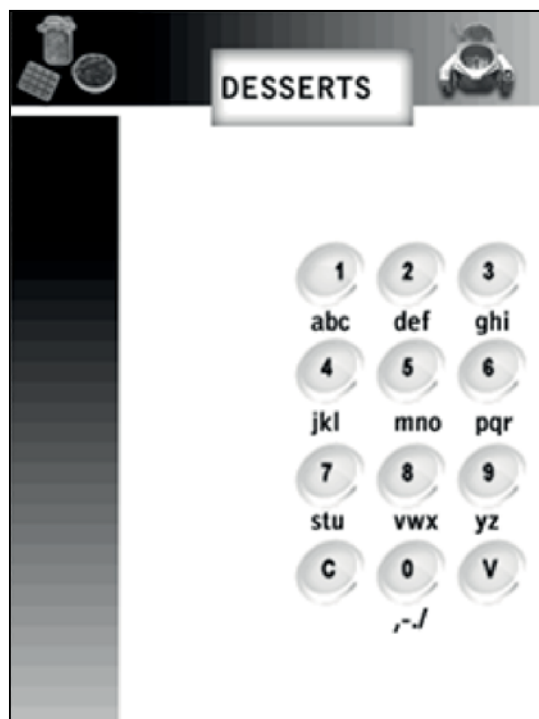 DESSERTS
1 2 3
abc def ghi
4 5 6
jkl mno pqr
7 8 9
stu vwx yz
C 0 V
,-./